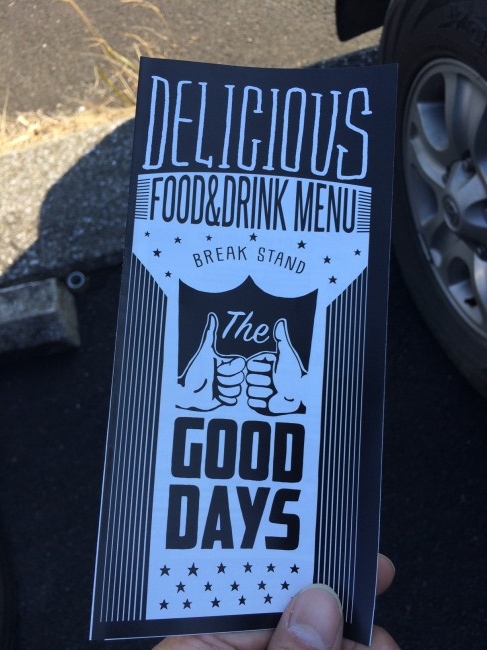 DELICIOUS
FOOD&DRINK MENU
BREAK STAND
The
GOOD
DAYS